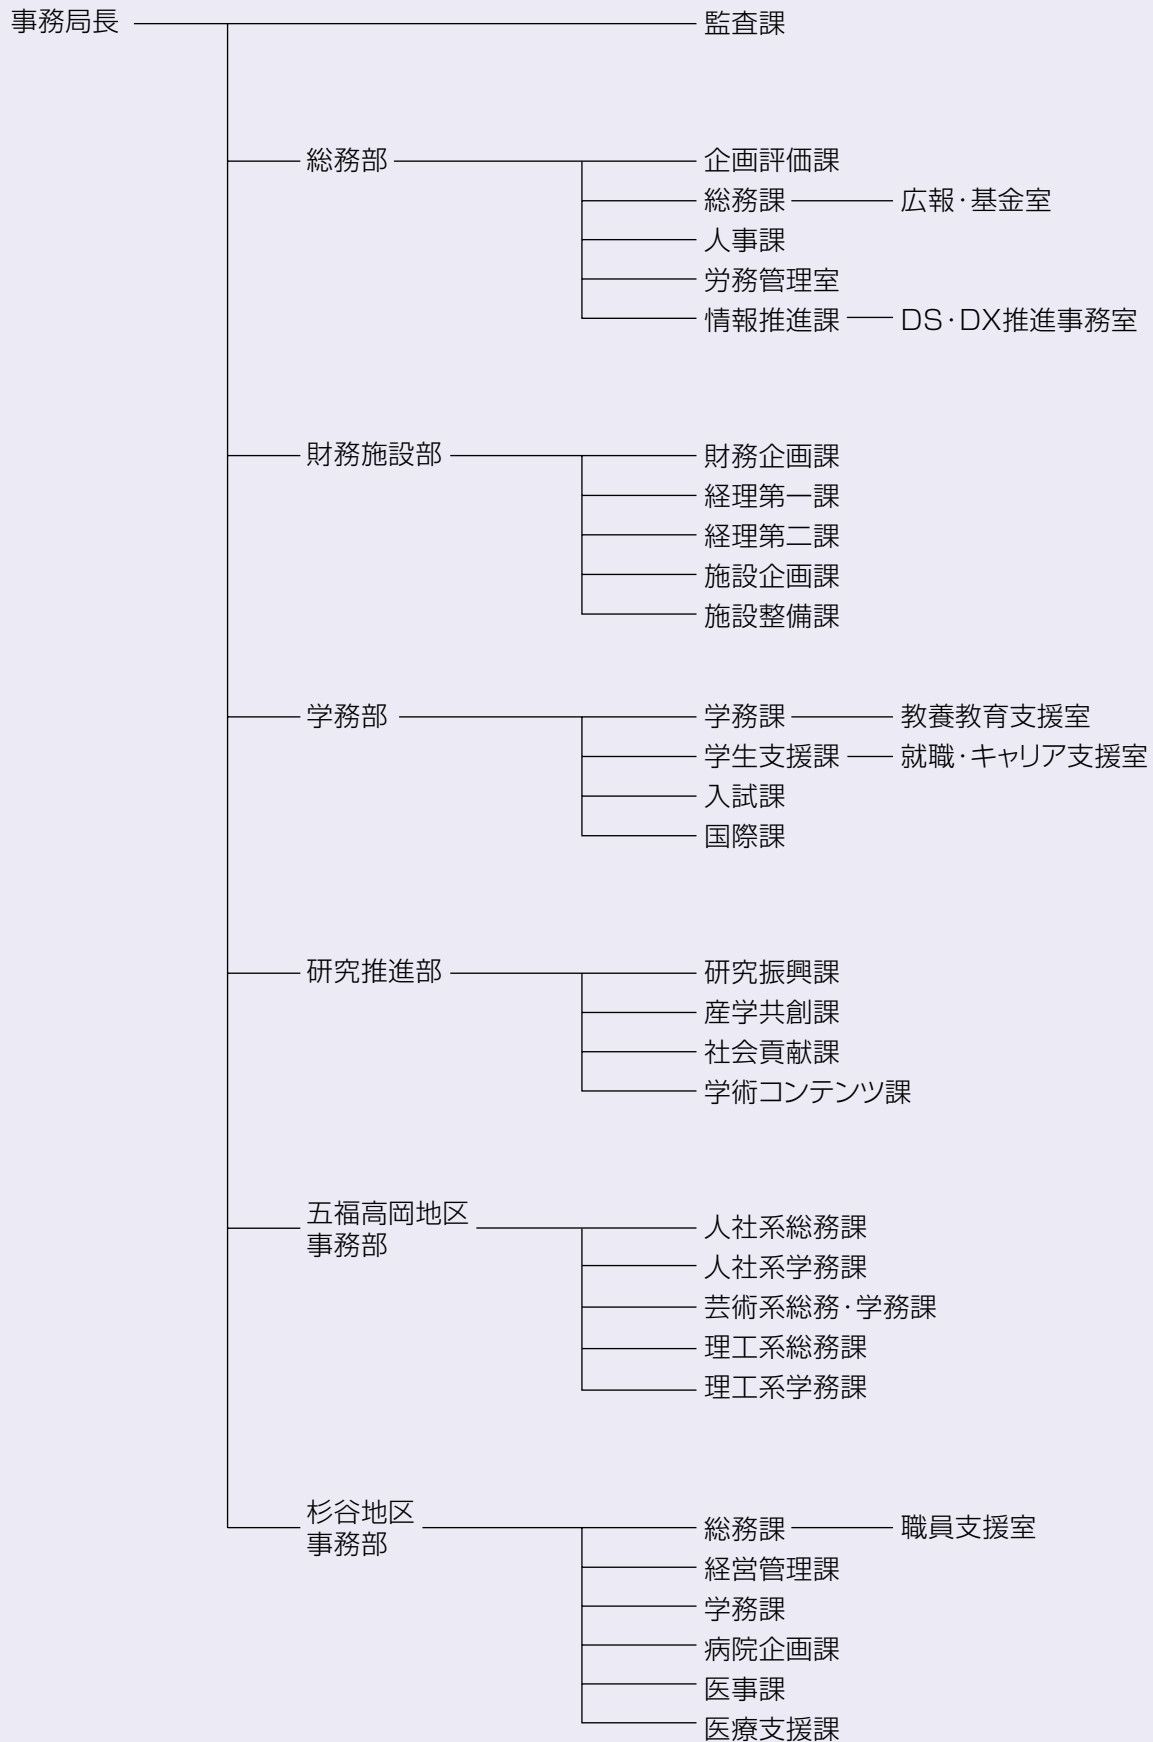 事務局長 監査課
総務部 企画評価課
総務課 広報・基金室
人事課
労務管理室
情報推進課 DS・DX推進事務室
財務施設部 財務企画課
経理第一課
経理第二課
施設企画課
施設整備課
学務部 学務課 教養教育支援室
学生支援課 就職・キャリア支援室
入試課
国際課
研究推進部 研究振興課
産学共創課
社会貢献課
学術コンテンツ課
五福高岡地区
事務部
人社系総務課
人社系学務課
芸術系総務・学務課
理工系総務課
理工系学務課
杉谷地区
事務部
総務課 職員支援室
経営管理課
学務課
病院企画課
医事課
医療支援課